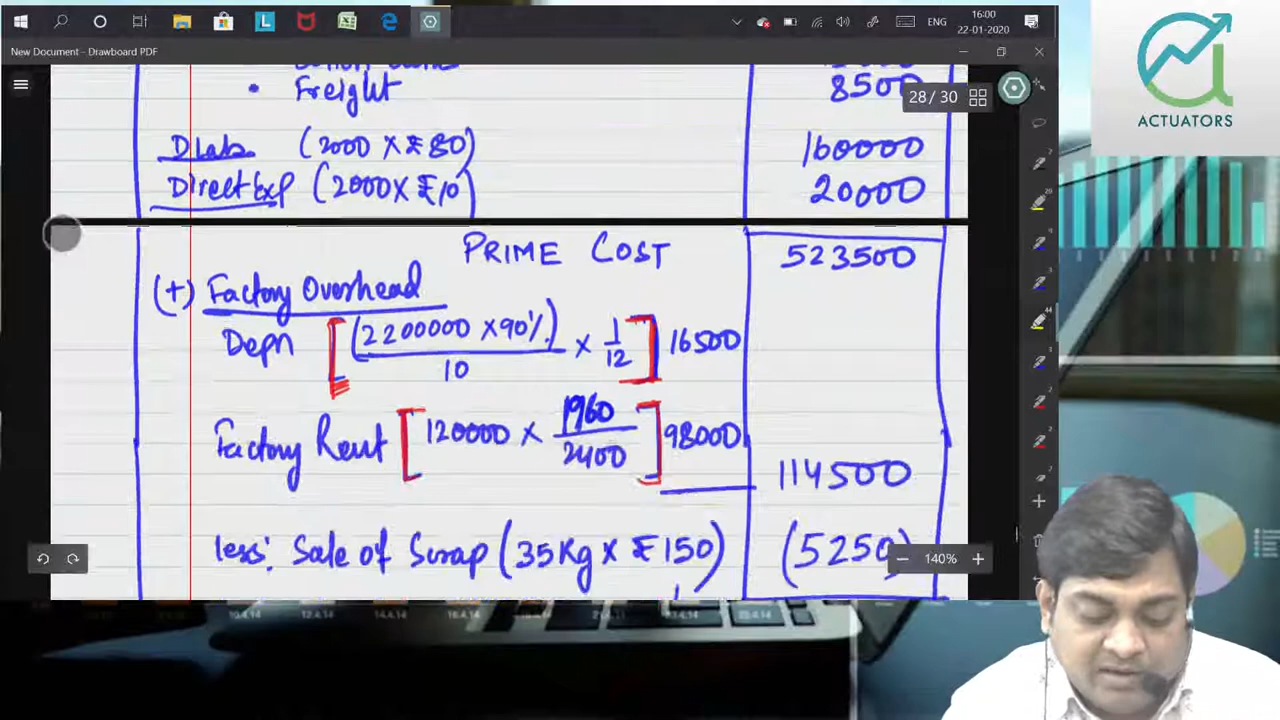 ENG
16:00
22-01-2020
New Document - Drawboard PDF
ACTUATORS
• Freight 8500
28 / 30
D Lab (2000 X ₹ 80) 160000
Direct Exp (2000 X ₹ 10) 20000
PRIME COST 523500
(+) Factory Overhead
Depn [(2200000 X 90%) / 10 X 1/12] 16500
Factory Rent [120000 X 1960/2400] 98000
114500
less: Sale of Scrap (35 Kg X ₹ 150) (5250)
140%